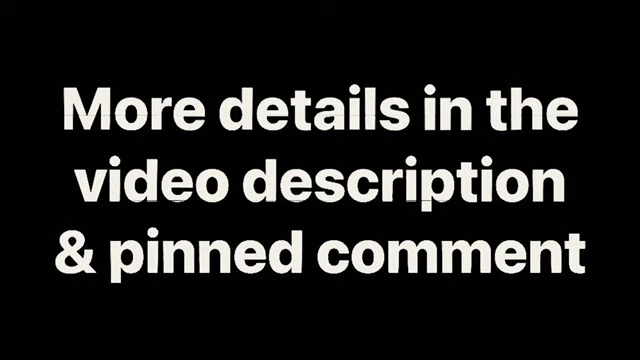 More details in the
video description
& pinned comment